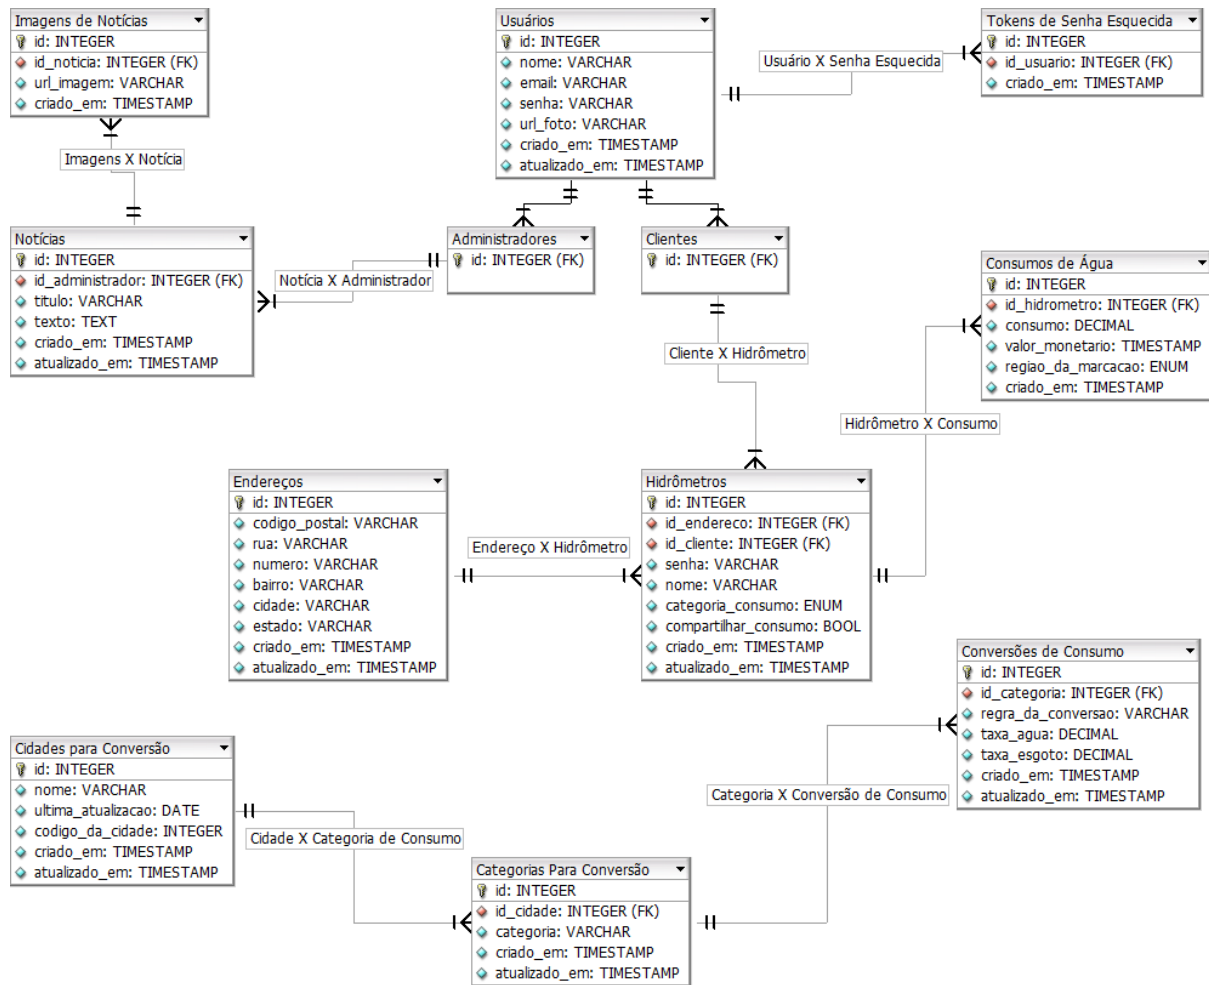 Imagens de Notícias
id: INTEGER
id_noticia: INTEGER (FK)
url_imagem: VARCHAR
criado_em: TIMESTAMP
Usuários
id: INTEGER
nome: VARCHAR
email: VARCHAR
senha: VARCHAR
url_foto: VARCHAR
criado_em: TIMESTAMP
atualizado_em: TIMESTAMP
Usuário X Senha Esquecida
Tokens de Senha Esquecida
id: INTEGER
id_usuario: INTEGER (FK)
criado_em: TIMESTAMP
Imagens X Notícia
Notícias
id: INTEGER
id_administrador: INTEGER (FK)
titulo: VARCHAR
texto: TEXT
criado_em: TIMESTAMP
atualizado_em: TIMESTAMP
Notícia X Administrador
Administradores
id: INTEGER (FK)
Clientes
id: INTEGER (FK)
Consumos de Água
id: INTEGER
id_hidrometro: INTEGER (FK)
consumo: DECIMAL
valor_monetario: TIMESTAMP
regiao_da_marcacao: ENUM
criado_em: TIMESTAMP
Cliente X Hidrômetro
Hidrômetro X Consumo
Endereços
id: INTEGER
codigo_postal: VARCHAR
rua: VARCHAR
numero: VARCHAR
bairro: VARCHAR
cidade: VARCHAR
estado: VARCHAR
criado_em: TIMESTAMP
atualizado_em: TIMESTAMP
Endereço X Hidrômetro
Hidrômetros
id: INTEGER
id_endereco: INTEGER (FK)
id_cliente: INTEGER (FK)
senha: VARCHAR
nome: VARCHAR
categoria_consumo: ENUM
compartilhar_consumo: BOOL
criado_em: TIMESTAMP
atualizado_em: TIMESTAMP
Conversões de Consumo
id: INTEGER
id_categoria: INTEGER (FK)
regra_da_conversao: VARCHAR
taxa_agua: DECIMAL
taxa_esgoto: DECIMAL
criado_em: TIMESTAMP
atualizado_em: TIMESTAMP
Cidades para Conversão
id: INTEGER
nome: VARCHAR
ultima_atualizacao: DATE
codigo_da_cidade: INTEGER
criado_em: TIMESTAMP
atualizado_em: TIMESTAMP
Cidade X Categoria de Consumo
Categoria X Conversão de Consumo
Categorias Para Conversão
id: INTEGER
id_cidade: INTEGER (FK)
categoria: VARCHAR
criado_em: TIMESTAMP
atualizado_em: TIMESTAMP